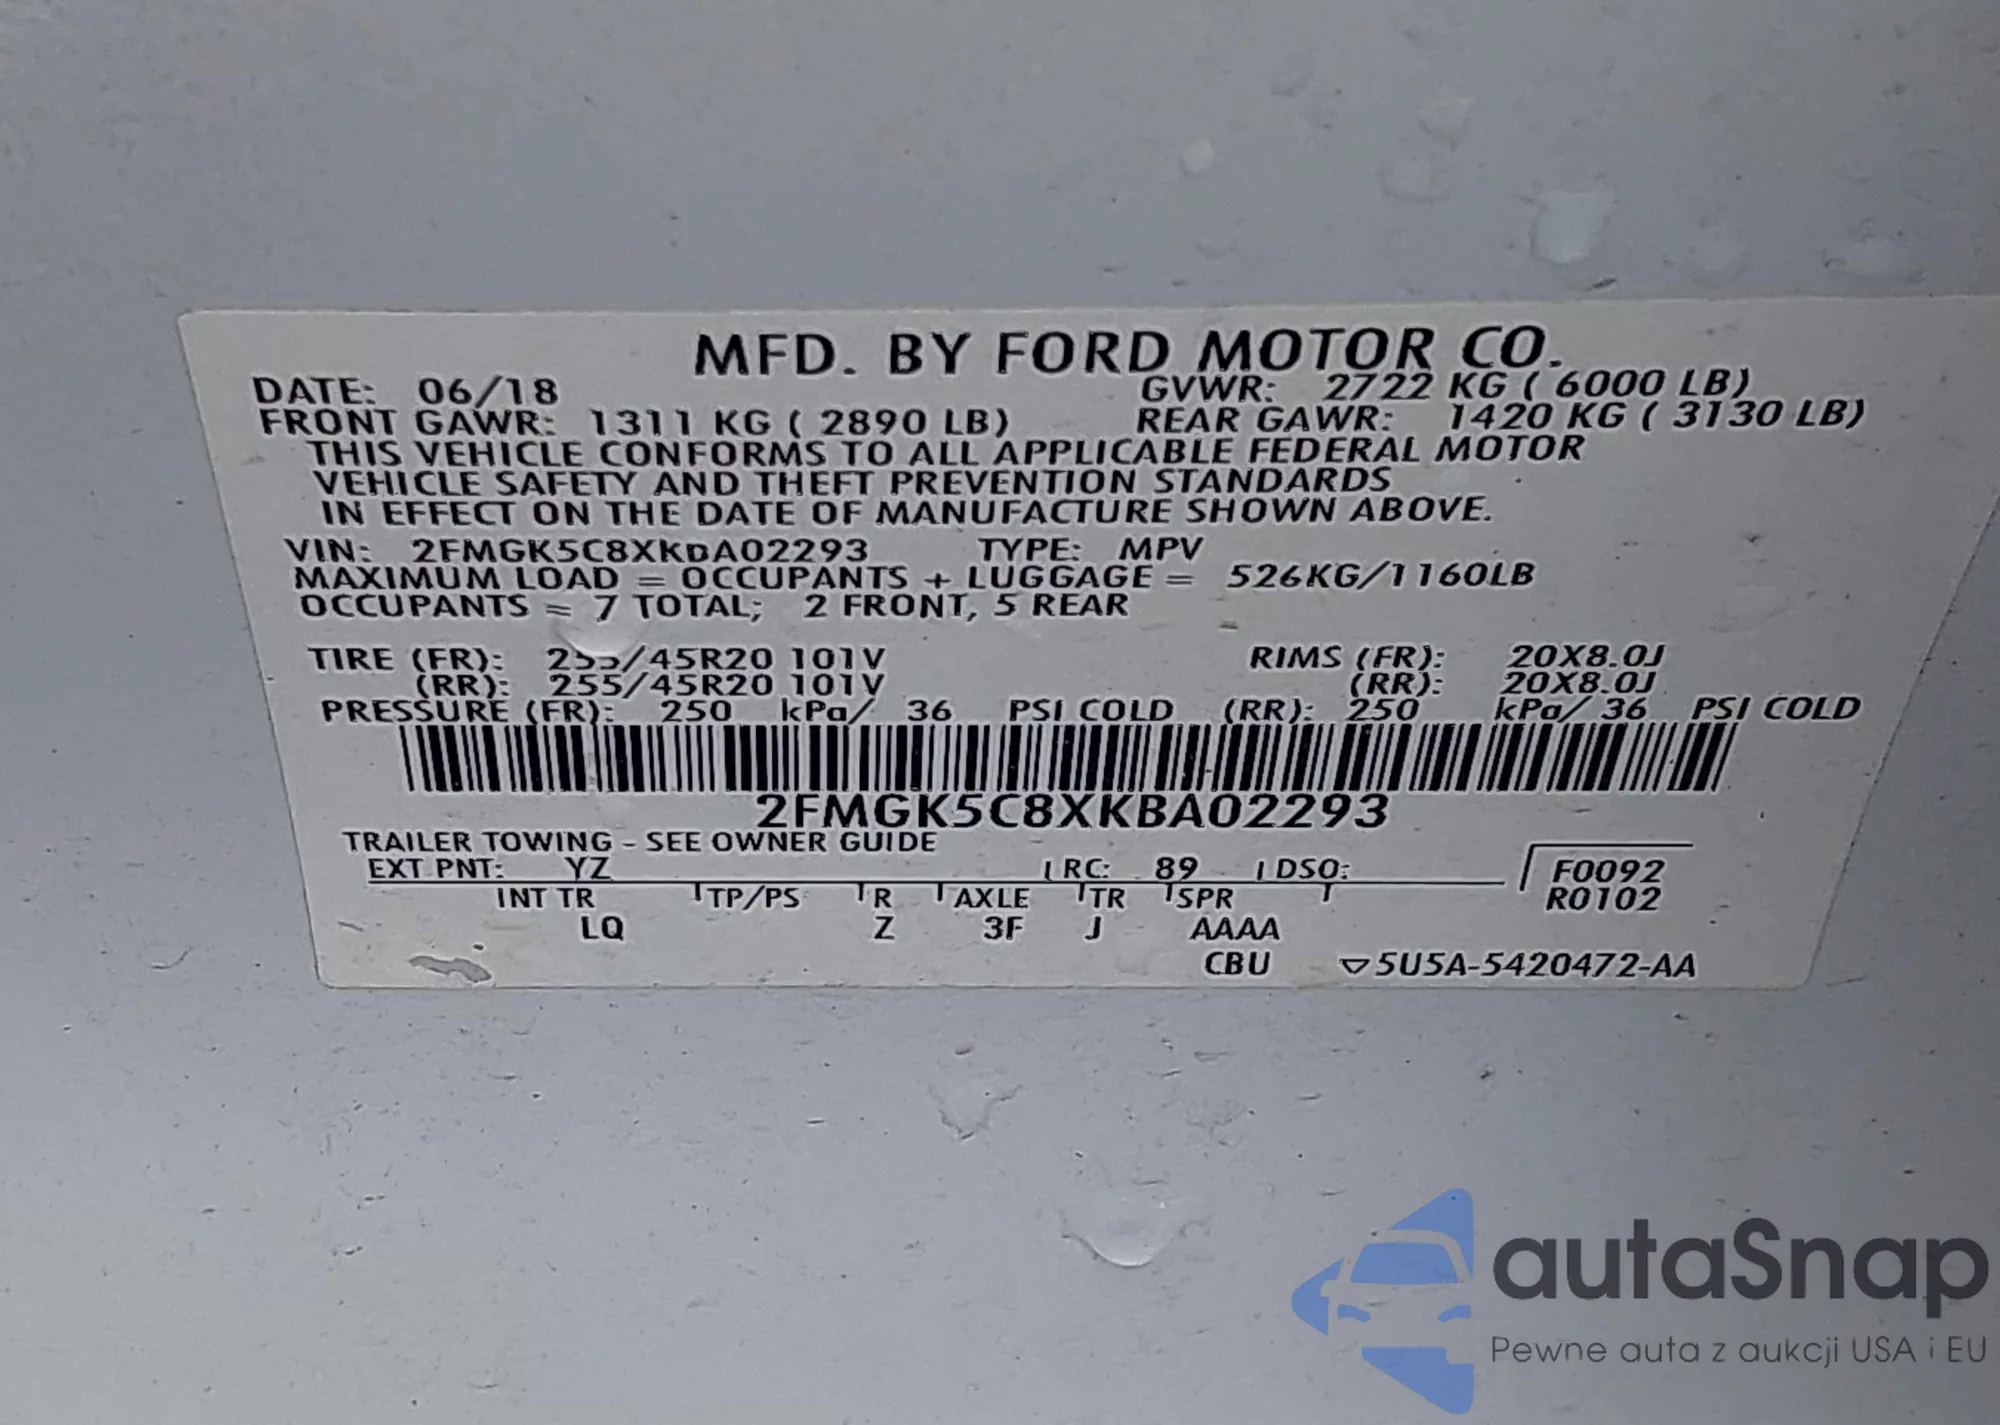 MFD. BY FORD MOTOR CO.
DATE: 06/18 GVWR: 2722 KG ( 6000 LB)
FRONT GAWR: 1311 KG ( 2890 LB) REAR GAWR: 1420 KG ( 3130 LB)
THIS VEHICLE CONFORMS TO ALL APPLICABLE FEDERAL MOTOR
VEHICLE SAFETY AND THEFT PREVENTION STANDARDS
IN EFFECT ON THE DATE OF MANUFACTURE SHOWN ABOVE.
VIN: 2FMGK5C8XKBA02293 TYPE: MPV
MAXIMUM LOAD = OCCUPANTS + LUGGAGE = 526KG/1160LB
OCCUPANTS = 7 TOTAL; 2 FRONT, 5 REAR
TIRE (FR): 255/45R20 101V RIMS (FR): 20X8.0J
(RR): 255/45R20 101V (RR): 20X8.0J
PRESSURE (FR): 250 kPa/ 36 PSI COLD (RR): 250 kPa/ 36 PSI COLD
2FMGK5C8XKBA02293
TRAILER TOWING - SEE OWNER GUIDE
EXT PNT: YZ RC: 89 DSO: F0092
INT TR TP/PS R AXLE TR SPR R0102
LQ Z 3F J AAAA
CBU ▽5U5A-5420472-AA
autaSnap
Pewne auta z aukcji USA i EU